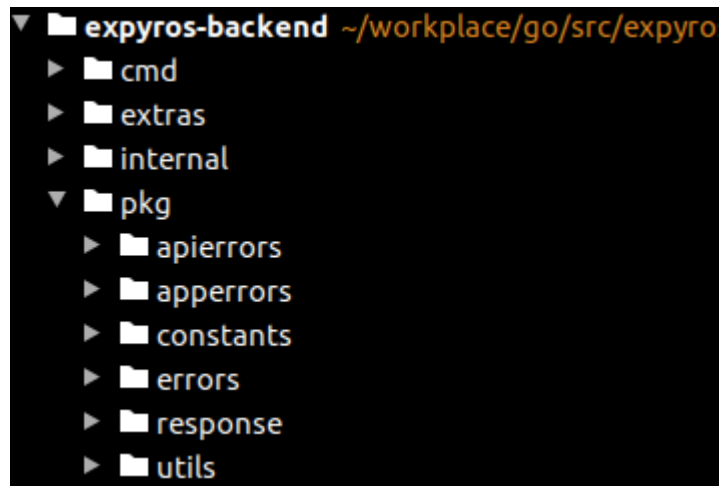 expyros-backend ~/workplace/go/src/expyro
cmd
extras
internal
pkg
apierrors
apperrors
constants
errors
response
utils